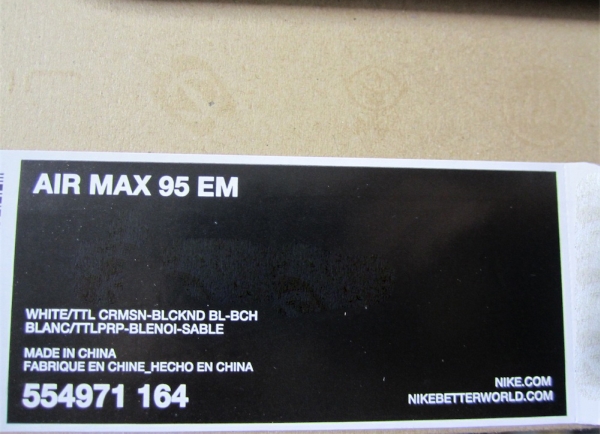 AIR MAX 95 EM
WHITE/TTL CRMSN-BLCKND BL-BCH
BLANC/TTLPRP-BLENOI-SABLE
MADE IN CHINA
FABRIQUE EN CHINE_HECHO EN CHINA
554971 164
NIKE.COM
NIKEBETTERWORLD.COM